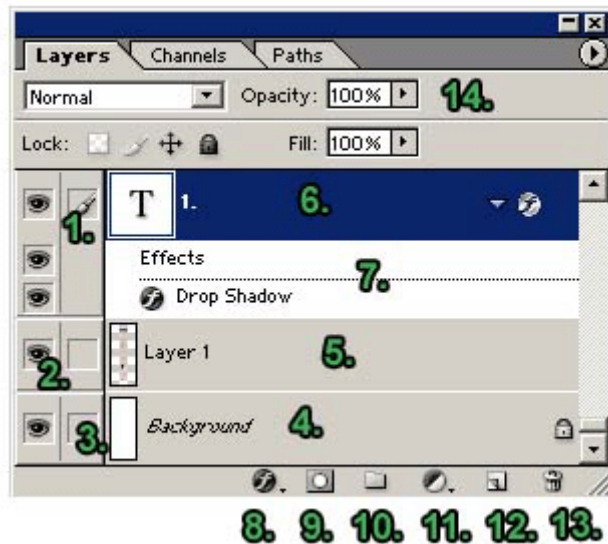 Layers Channels Paths
Normal Opacity: 100% 14.
Lock: Fill: 100%
1. T 1. 6.
Effects 7.
Drop Shadow
2. Layer 1 5.
3. Background 4.
8. 9. 10. 11. 12. 13.